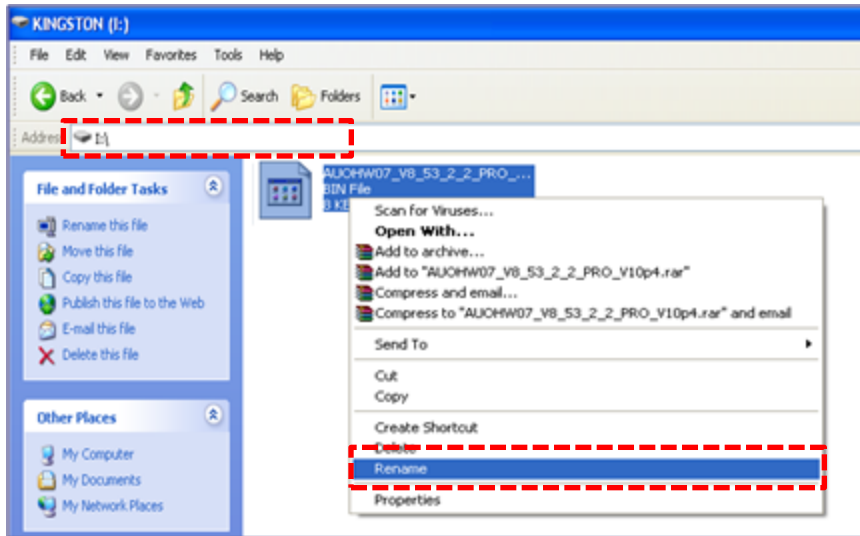 KINGSTON (I:)
File Edit View Favorites Tools Help
Back Search Folders
Address I:\
File and Folder Tasks
Rename this file
Move this file
Copy this file
Publish this file to the Web
E-mail this file
Delete this file
Other Places
My Computer
My Documents
My Network Places
AUOHW07_V8_53_2_2_PRO_...
BIN File
8 KB
Scan for Viruses...
Open With...
Add to archive...
Add to "AUOHW07_V8_53_2_2_PRO_V10p4.rar"
Compress and email...
Compress to "AUOHW07_V8_53_2_2_PRO_V10p4.rar" and email
Send To
Cut
Copy
Create Shortcut
Delete
Rename
Properties